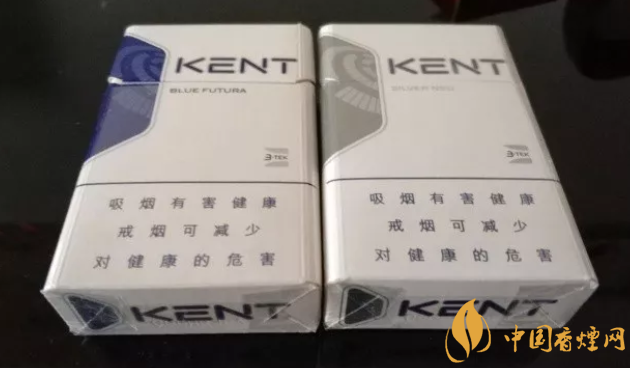 KENT
BLUE FUTURA
3-TEK
吸烟有害健康
戒烟可减少
对健康的危害
KENT
KENT
SILVER NEO
3-TEK
吸烟有害健康
戒烟可减少
对健康的危害
KENT
中国香煙网